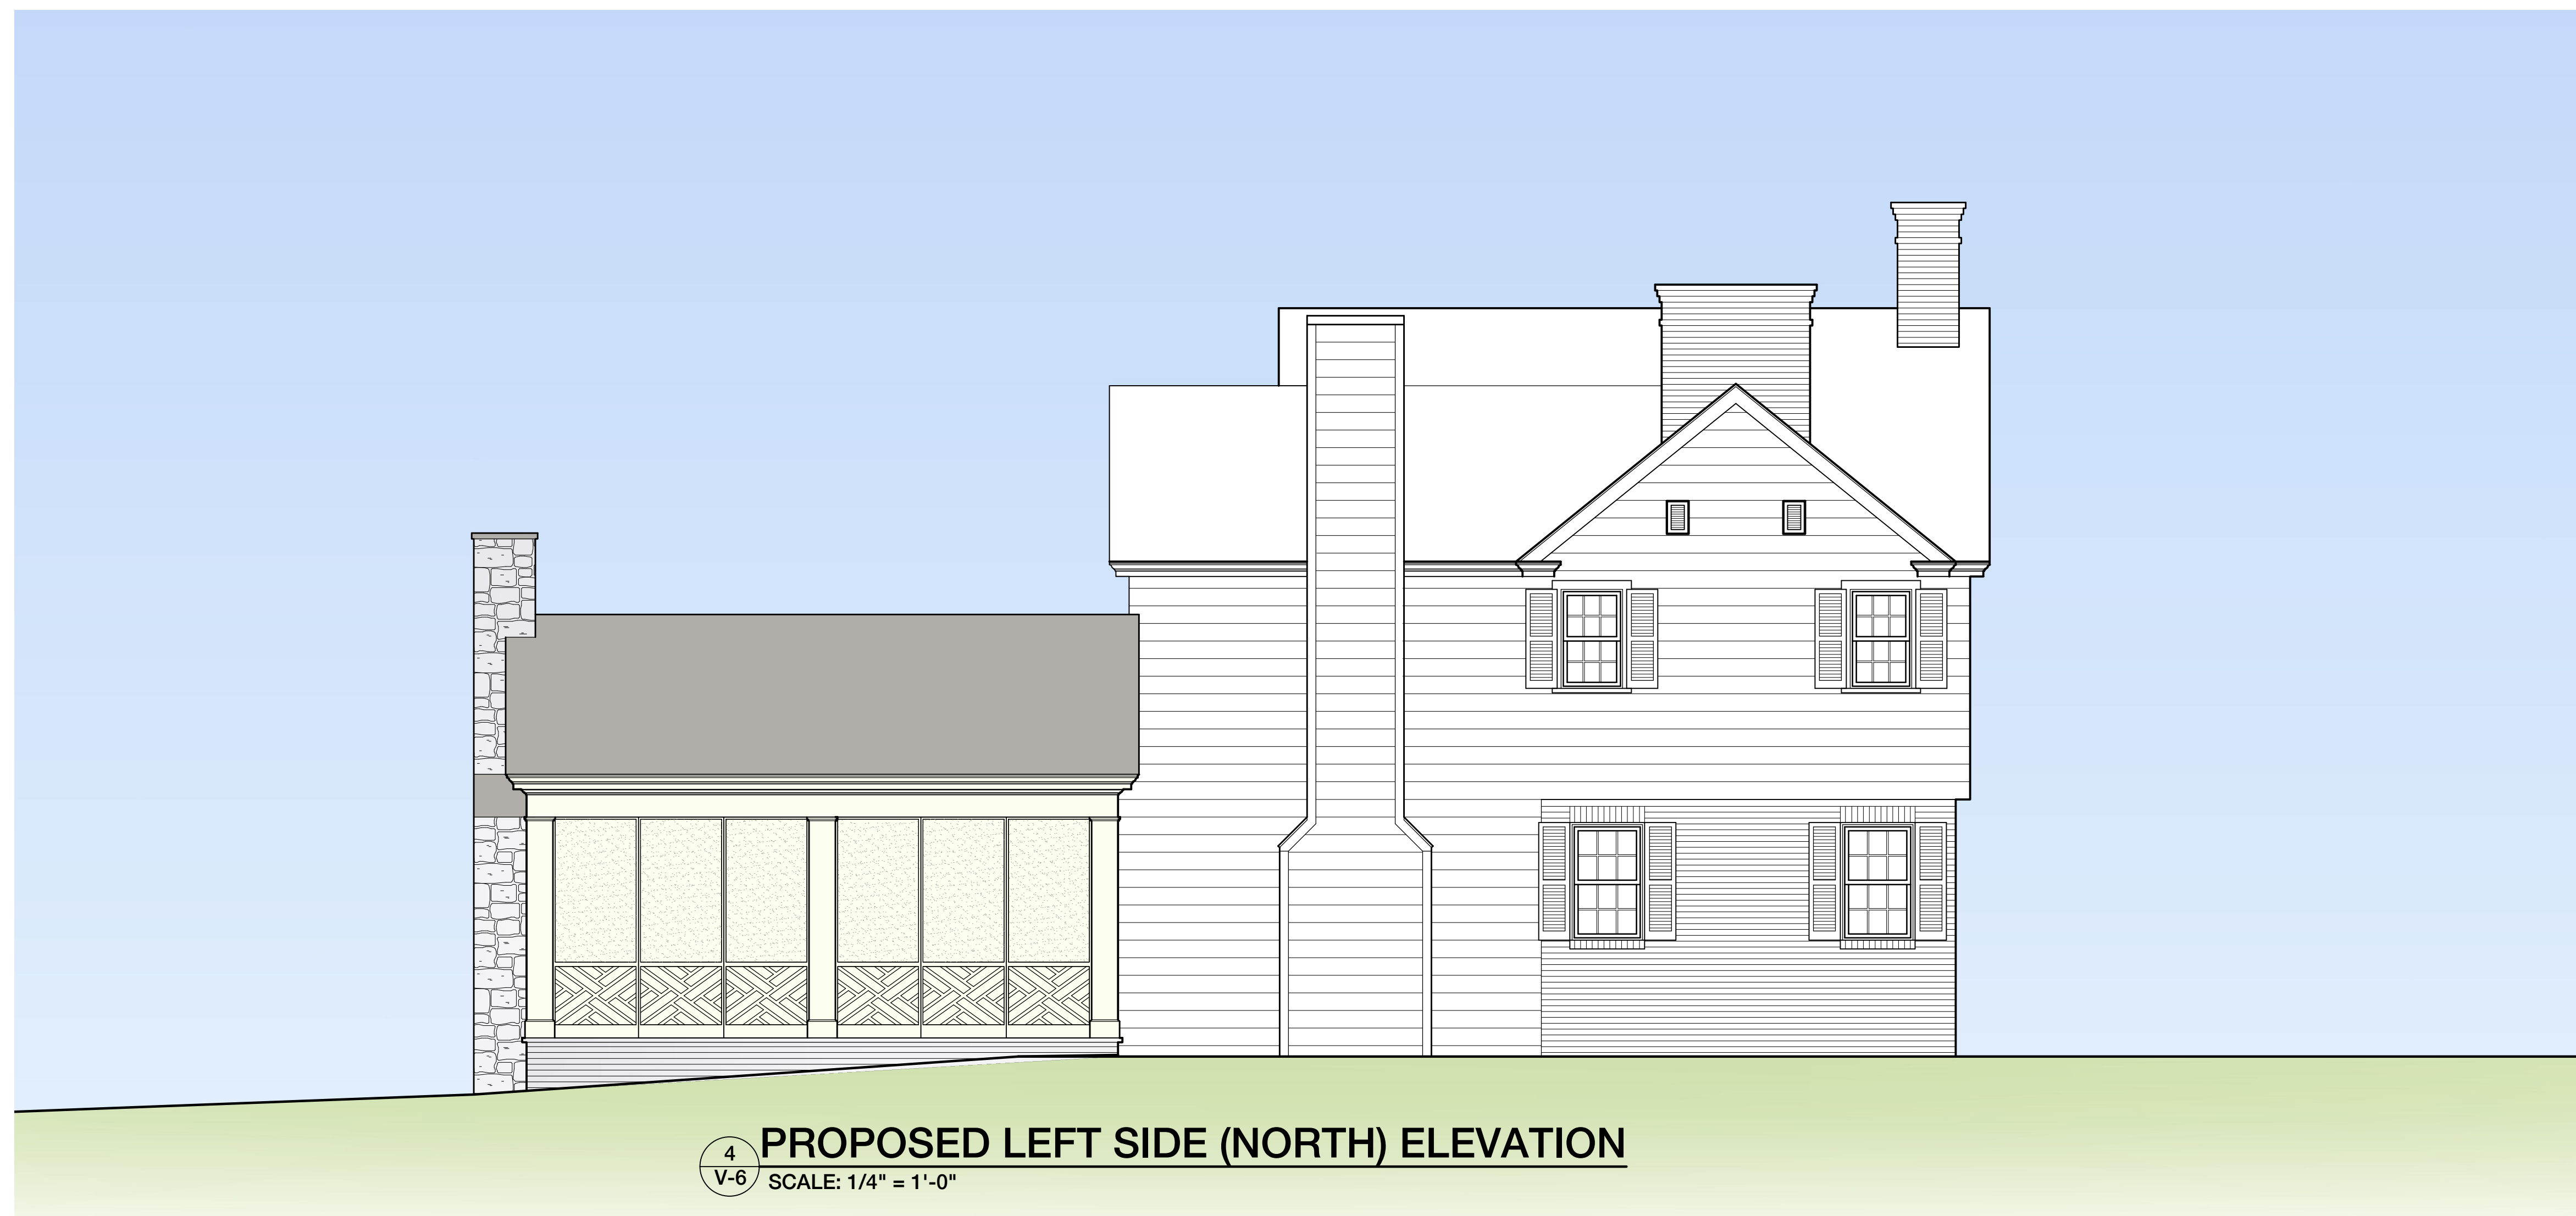 PROPOSED LEFT SIDE (NORTH) ELEVATION
4
V-6
SCALE: 1/4" = 1'-0"